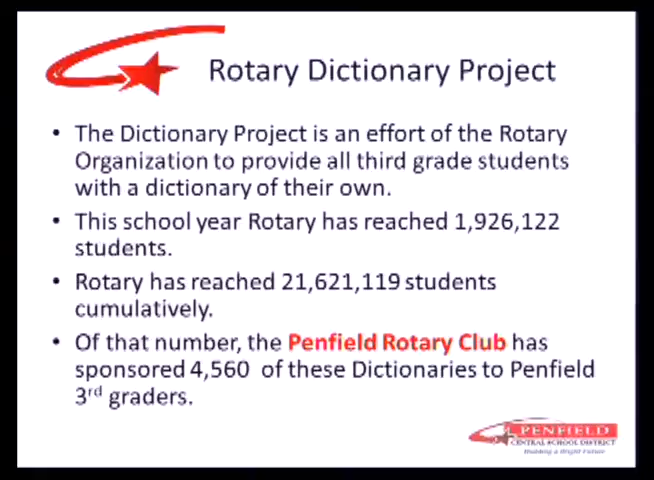 Rotary Dictionary Project
• The Dictionary Project is an effort of the Rotary
Organization to provide all third grade students
with a dictionary of their own.
• This school year Rotary has reached 1,926,122
students.
• Rotary has reached 21,621,119 students
cumulatively.
• Of that number, the Penfield Rotary Club has
sponsored 4,560 of these Dictionaries to Penfield
3rd graders.
PENFIELD
CENTRAL SCHOOL DISTRICT
Building a Bright Future